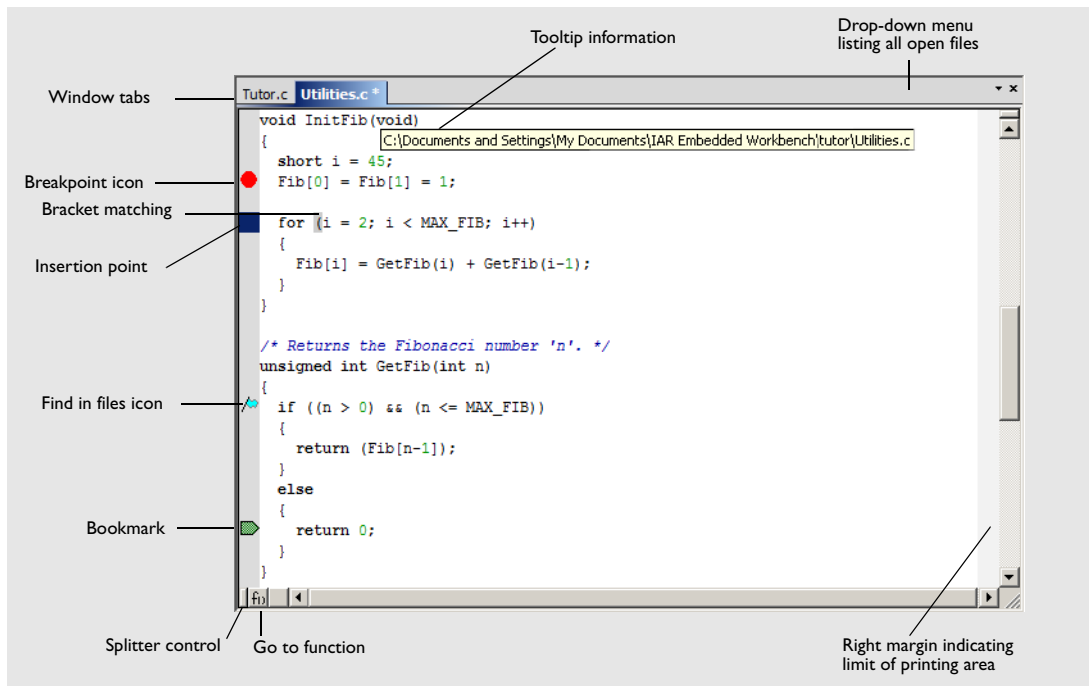 Tooltip information
Drop-down menu
listing all open files
Window tabs
Tutor.c Utilities.c *
void InitFib(void)
{
C:\Documents and Settings\My Documents\IAR Embedded Workbench\tutor\Utilities.c
short i = 45;
Breakpoint icon
Fib[0] = Fib[1] = 1;
Bracket matching
for (i = 2; i < MAX_FIB; i++)
{
Insertion point
Fib[i] = GetFib(i) + GetFib(i-1);
}
}
/* Returns the Fibonacci number 'n'. */
unsigned int GetFib(int n)
{
Find in files icon
if ((n > 0) && (n <= MAX_FIB))
{
return (Fib[n-1]);
}
else
{
Bookmark
return 0;
}
}
f()
Splitter control
Go to function
Right margin indicating
limit of printing area